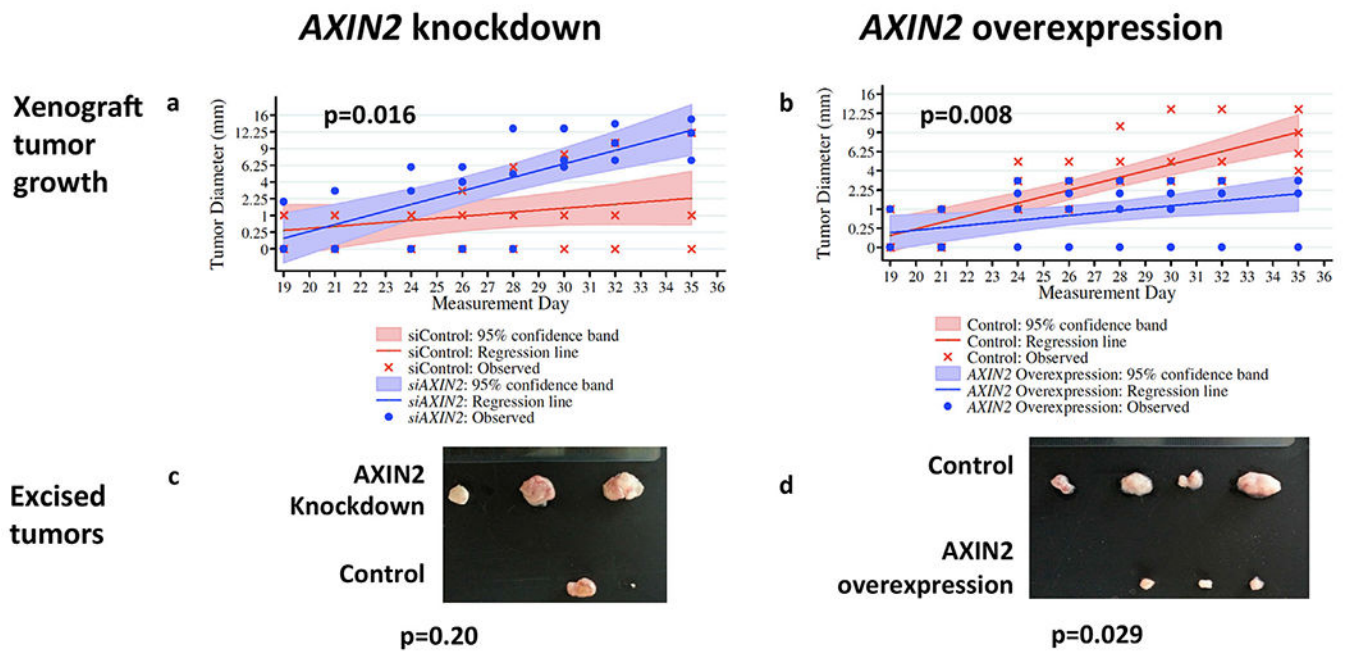 AXIN2 knockdown
AXIN2 overexpression
Xenograft
tumor
growth
a
p=0.016
Tumor Diameter (mm)
16
12.25
9
6.25
4
2.25
1
0.25
0
19 20 21 22 23 24 25 26 27 28 29 30 31 32 33 34 35 36
Measurement Day
siControl: 95% confidence band
siControl: Regression line
siControl: Observed
siAXIN2: 95% confidence band
siAXIN2: Regression line
siAXIN2: Observed
b
p=0.008
Tumor Diameter (mm)
16
12.25
9
6.25
4
2.25
1
0.25
0
19 20 21 22 23 24 25 26 27 28 29 30 31 32 33 34 35 36
Measurement Day
Control: 95% confidence band
Control: Regression line
Control: Observed
AXIN2 Overexpression: 95% confidence band
AXIN2 Overexpression: Regression line
AXIN2 Overexpression: Observed
Excised
tumors
c
AXIN2
Knockdown
Control
p=0.20
d
Control
AXIN2
overexpression
p=0.029